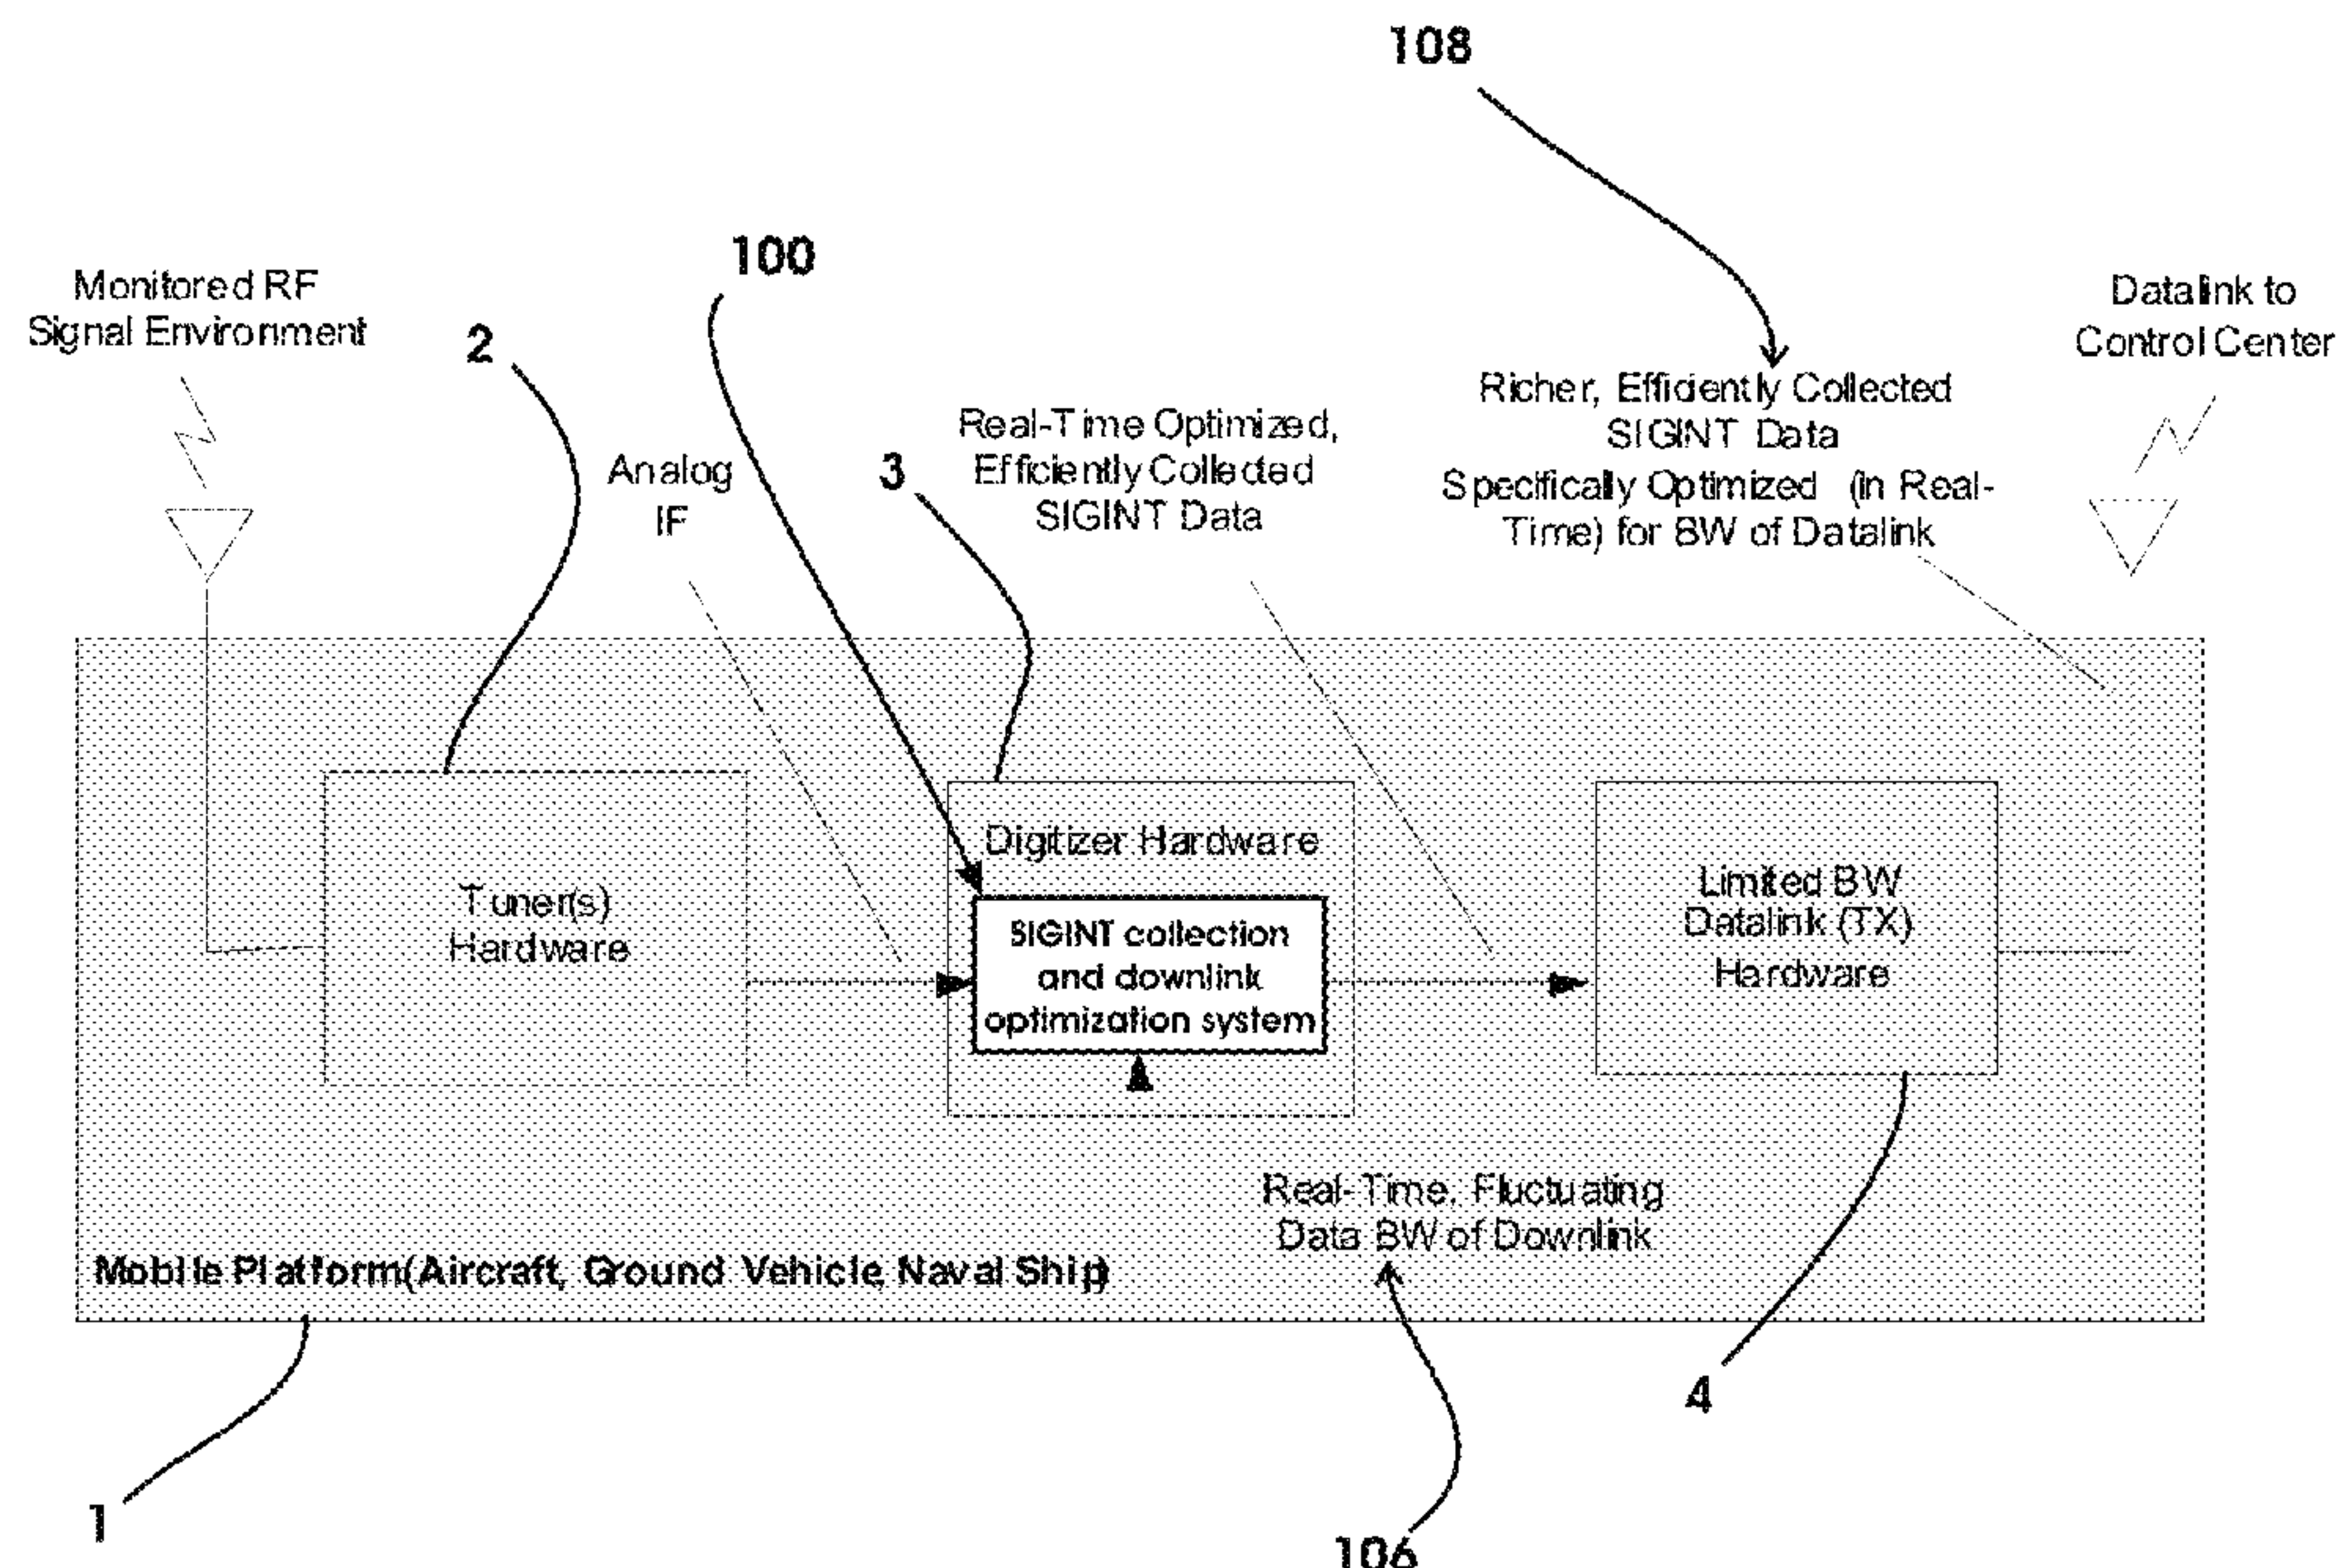 108
100
Monitored RF
Signal Environment
2
Datalink to
Control Center
Richer, Efficiently Collected
SIGINT Data
Specifically Optimized (in Real-
Time) for BW of Datalink
Real-Time Optimized,
Efficiently Collected
SIGINT Data
3
Analog
IF
Digitizer Hardware
Tuner(s)
Hardware
SIGINT collection
and downlink
optimization system
Limited BW
Datalink (TX)
Hardware
Real-Time, Fluctuating
Data BW of Downlink
Mobile Platform(Aircraft, Ground Vehicle, Naval Ship)
4
1
106